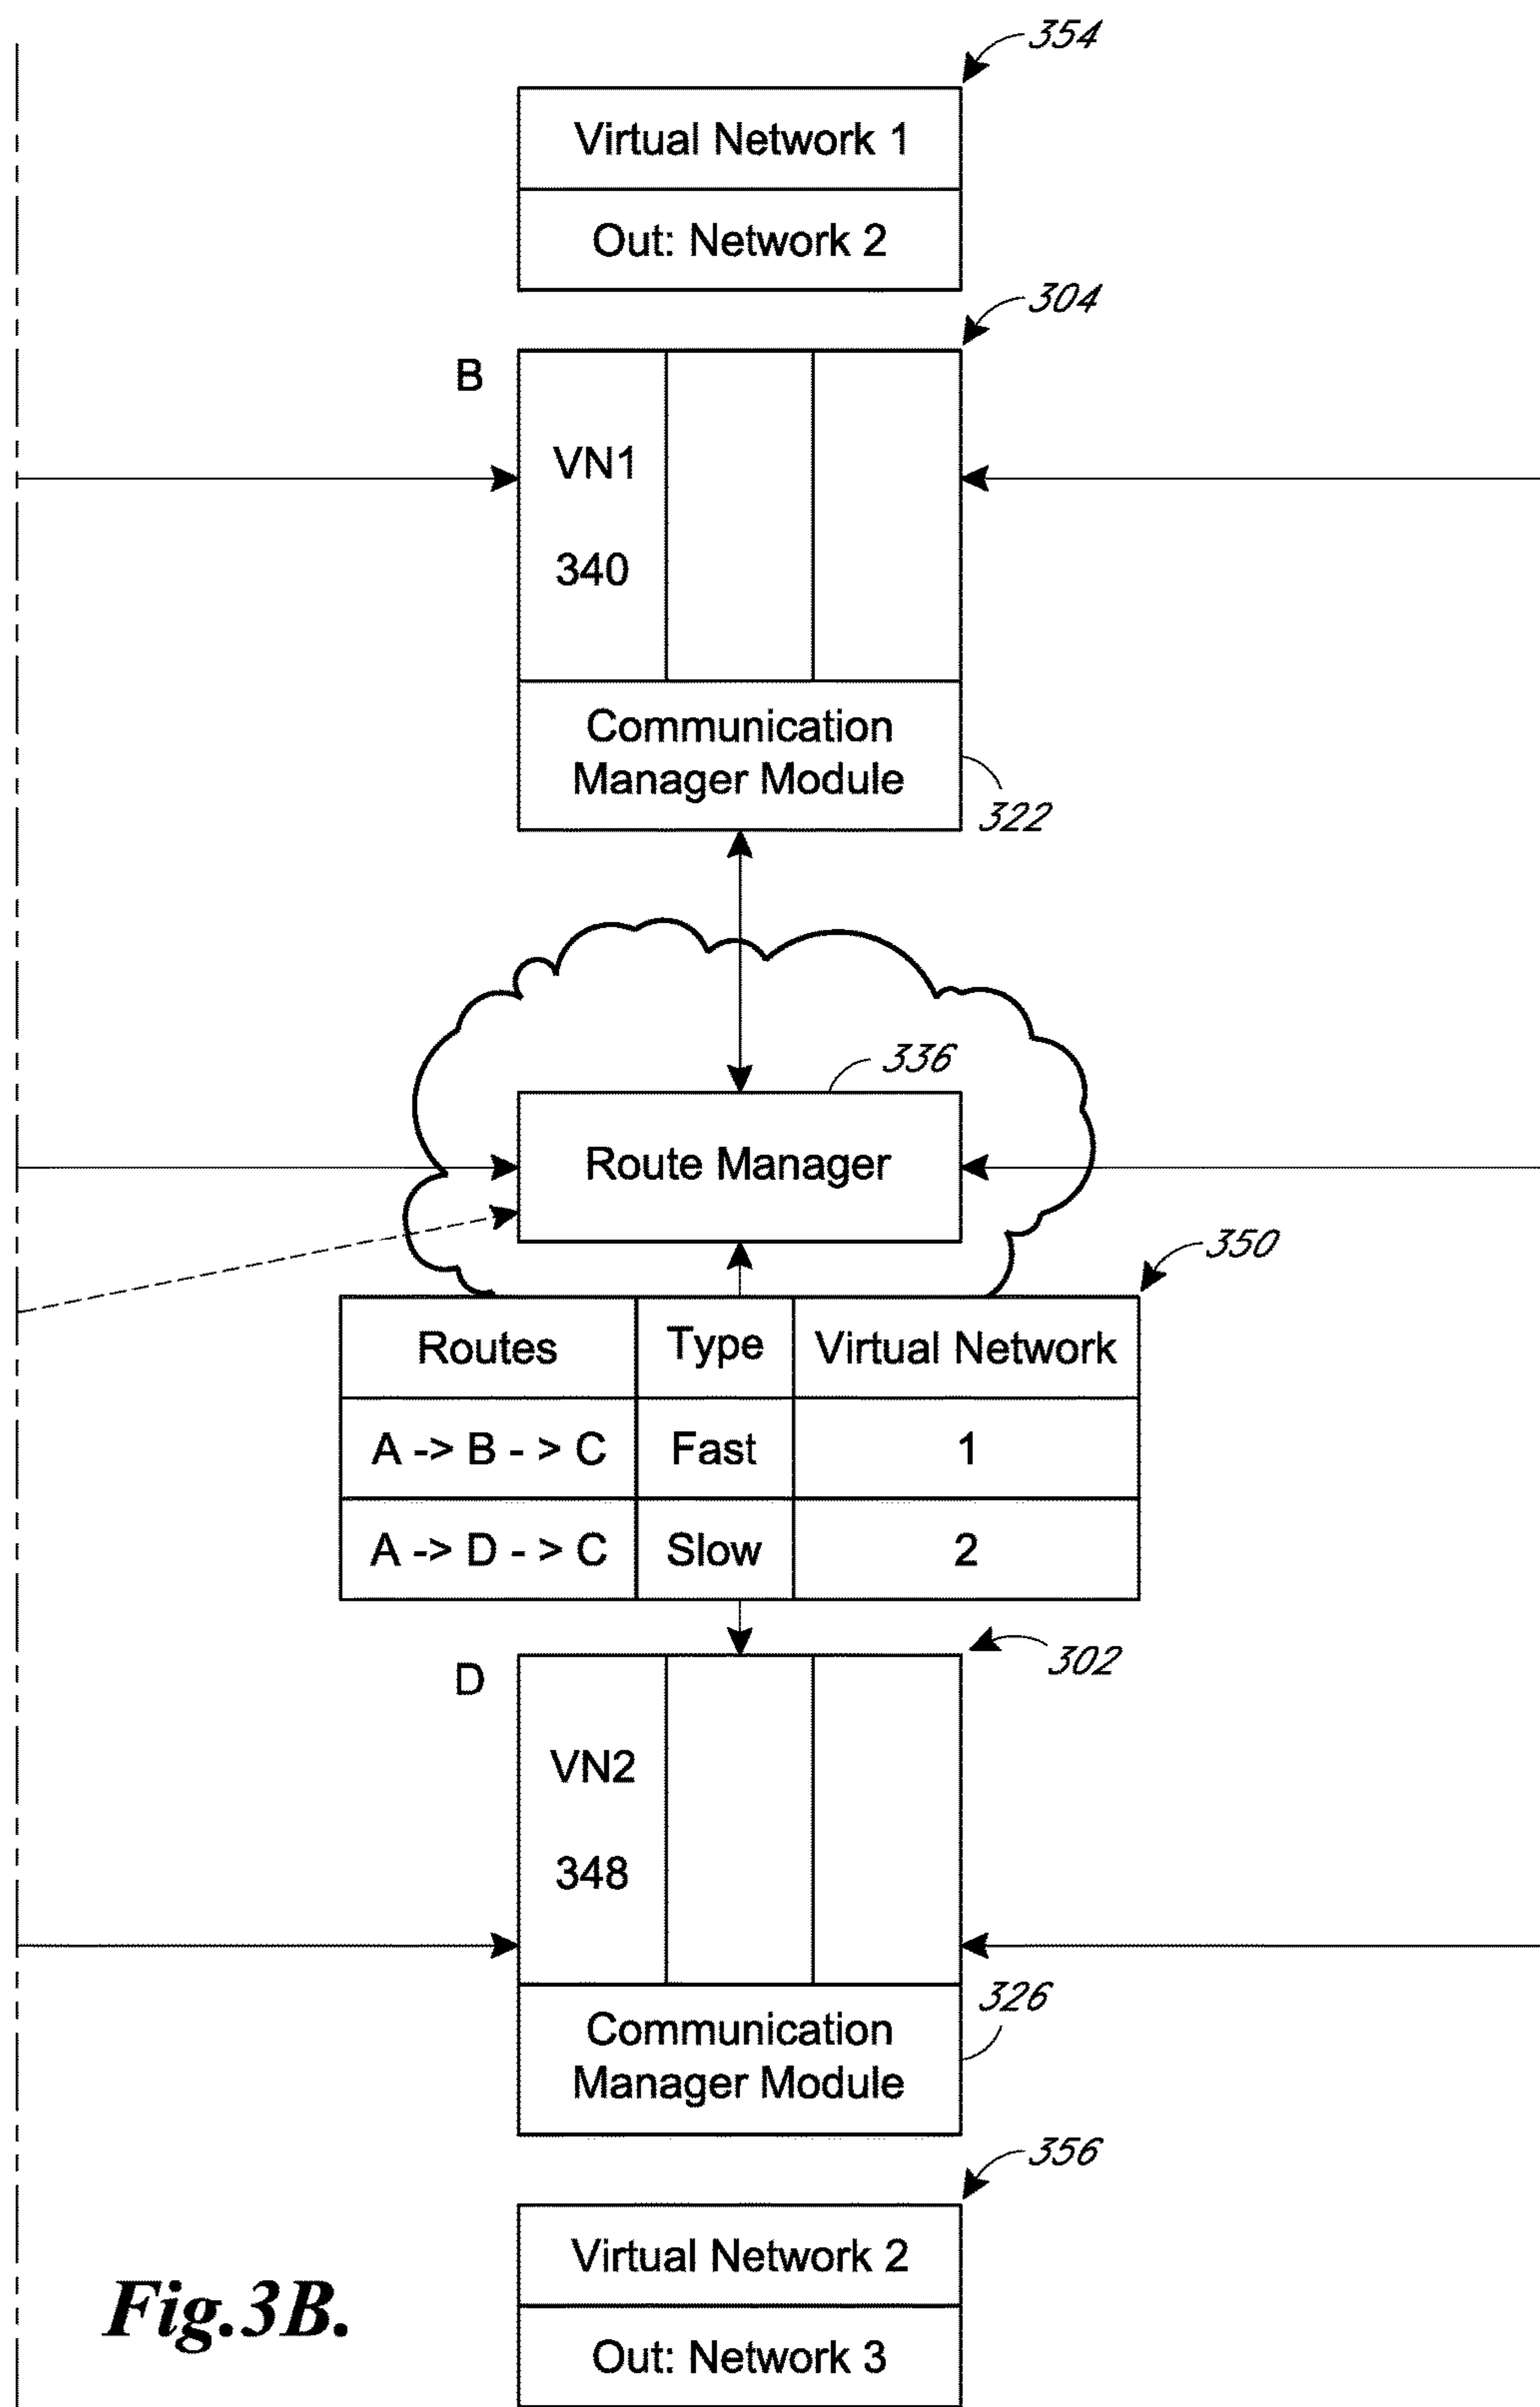 354
Virtual Network 1
Out: Network 2
304
B
VN1
340
Communication
Manager Module
322
336
Route Manager
350
Routes Type Virtual Network
A -> B - > C Fast 1
A -> D - > C Slow 2
302
D
VN2
348
326
Communication
Manager Module
356
Virtual Network 2
Out: Network 3
Fig.3B.